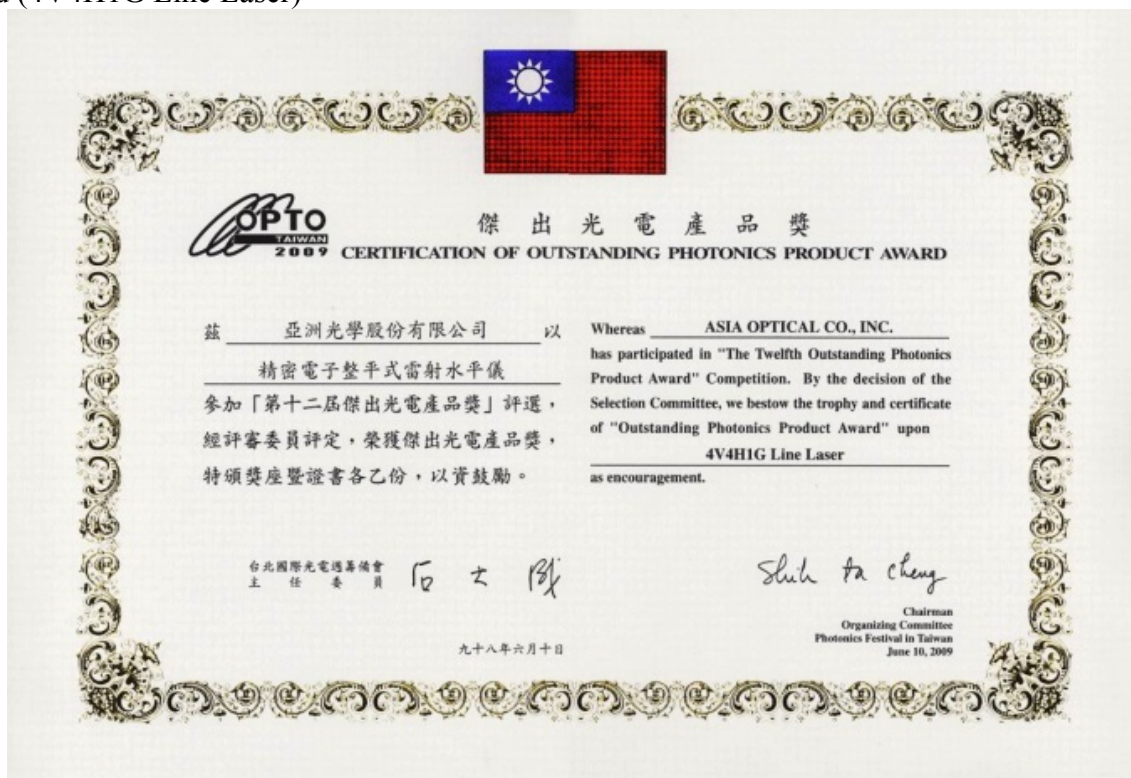 (4V4H1G Line Laser)
OPTO
TAIWAN
2009
傑出光電產品獎
CERTIFICATION OF OUTSTANDING PHOTONICS PRODUCT AWARD
茲 亞洲光學股份有限公司 以
精密電子整平式雷射水平儀
參加「第十二屆傑出光電產品獎」評選，
經評審委員評定，榮獲傑出光電產品獎，
特頒獎座暨證書各乙份，以資鼓勵。
台北國際光電週籌備會
主任委員
石大
九十八年六月十日
Whereas ASIA OPTICAL CO., INC.
has participated in "The Twelfth Outstanding Photonics
Product Award" Competition. By the decision of the
Selection Committee, we bestow the trophy and certificate
of "Outstanding Photonics Product Award" upon
4V4H1G Line Laser
as encouragement.
Shih ta cheng
Chairman
Organizing Committee
Photonics Festival in Taiwan
June 10, 2009